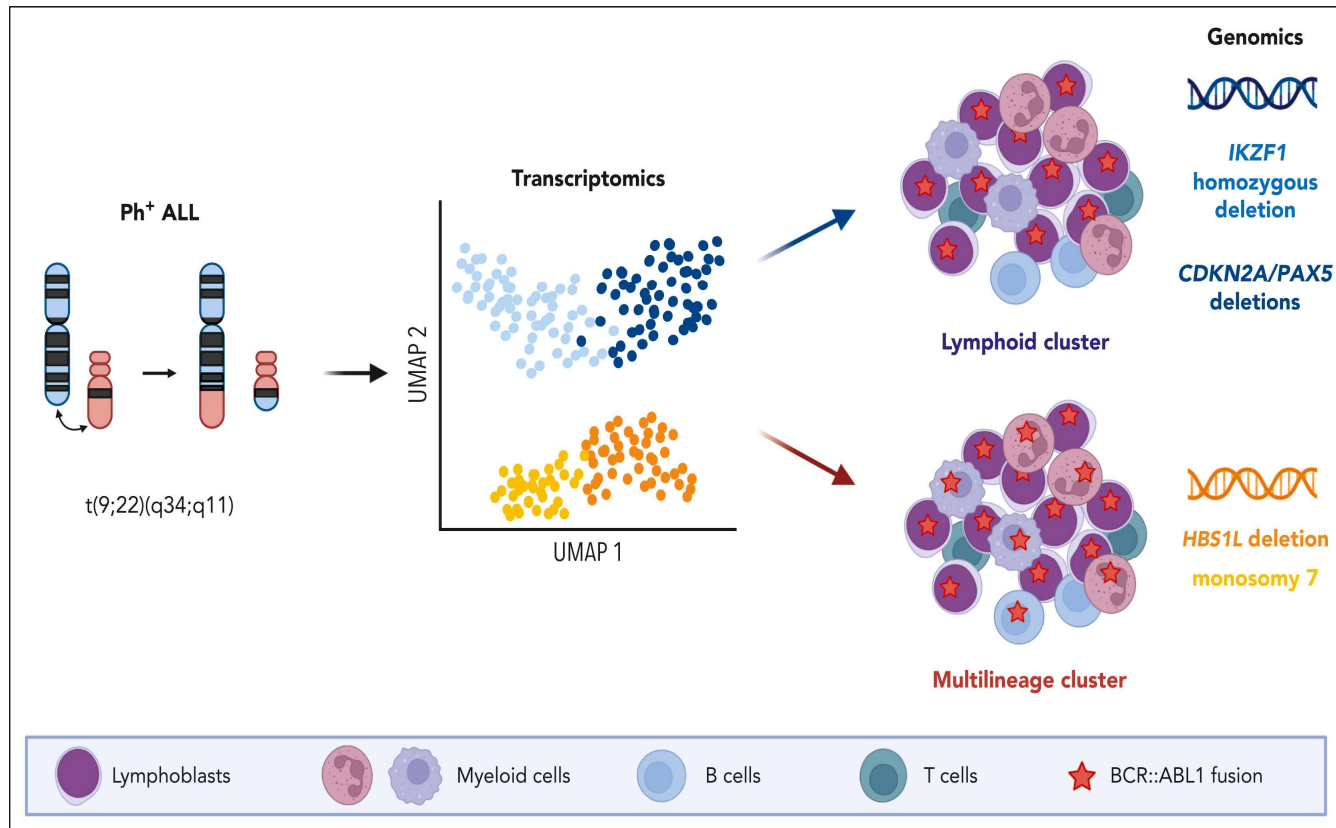 Ph+ ALL
t(9;22)(q34;q11)
Transcriptomics
UMAP 2
UMAP 1
Lymphoid cluster
Multilineage cluster
Genomics
IKZF1
homozygous
deletion
CDKN2A/PAX5
deletions
HBS1L deletion
monosomy 7
Lymphoblasts
Myeloid cells
B cells
T cells
BCR::ABL1 fusion